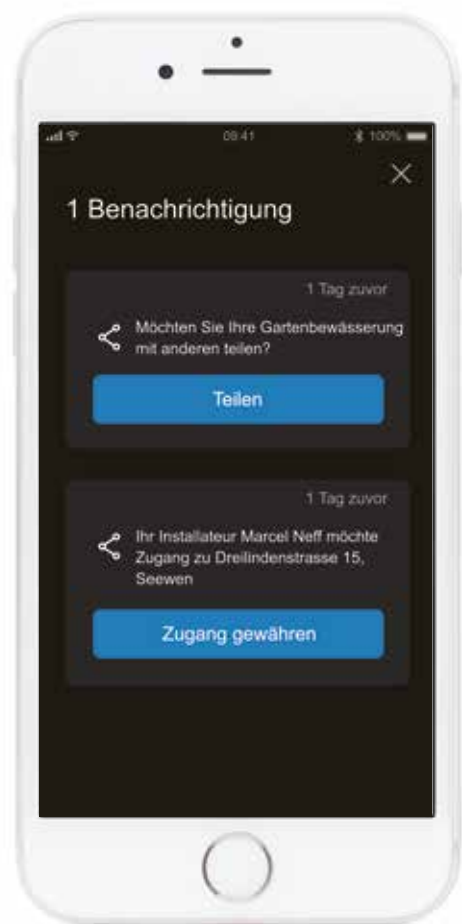 09:41
100%
1 Benachrichtigung
1 Tag zuvor
Möchten Sie Ihre Gartenbewässerung
mit anderen teilen?
Teilen
1 Tag zuvor
Ihr Installateur Marcel Neff möchte
Zugang zu Dreilindenstrasse 15,
Seewen
Zugang gewähren